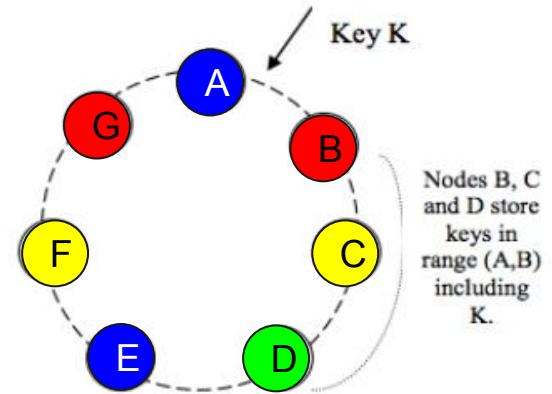 Key K
A
B
G
Nodes B, C
and D store
keys in
range (A,B)
including
K.
C
F
E
D